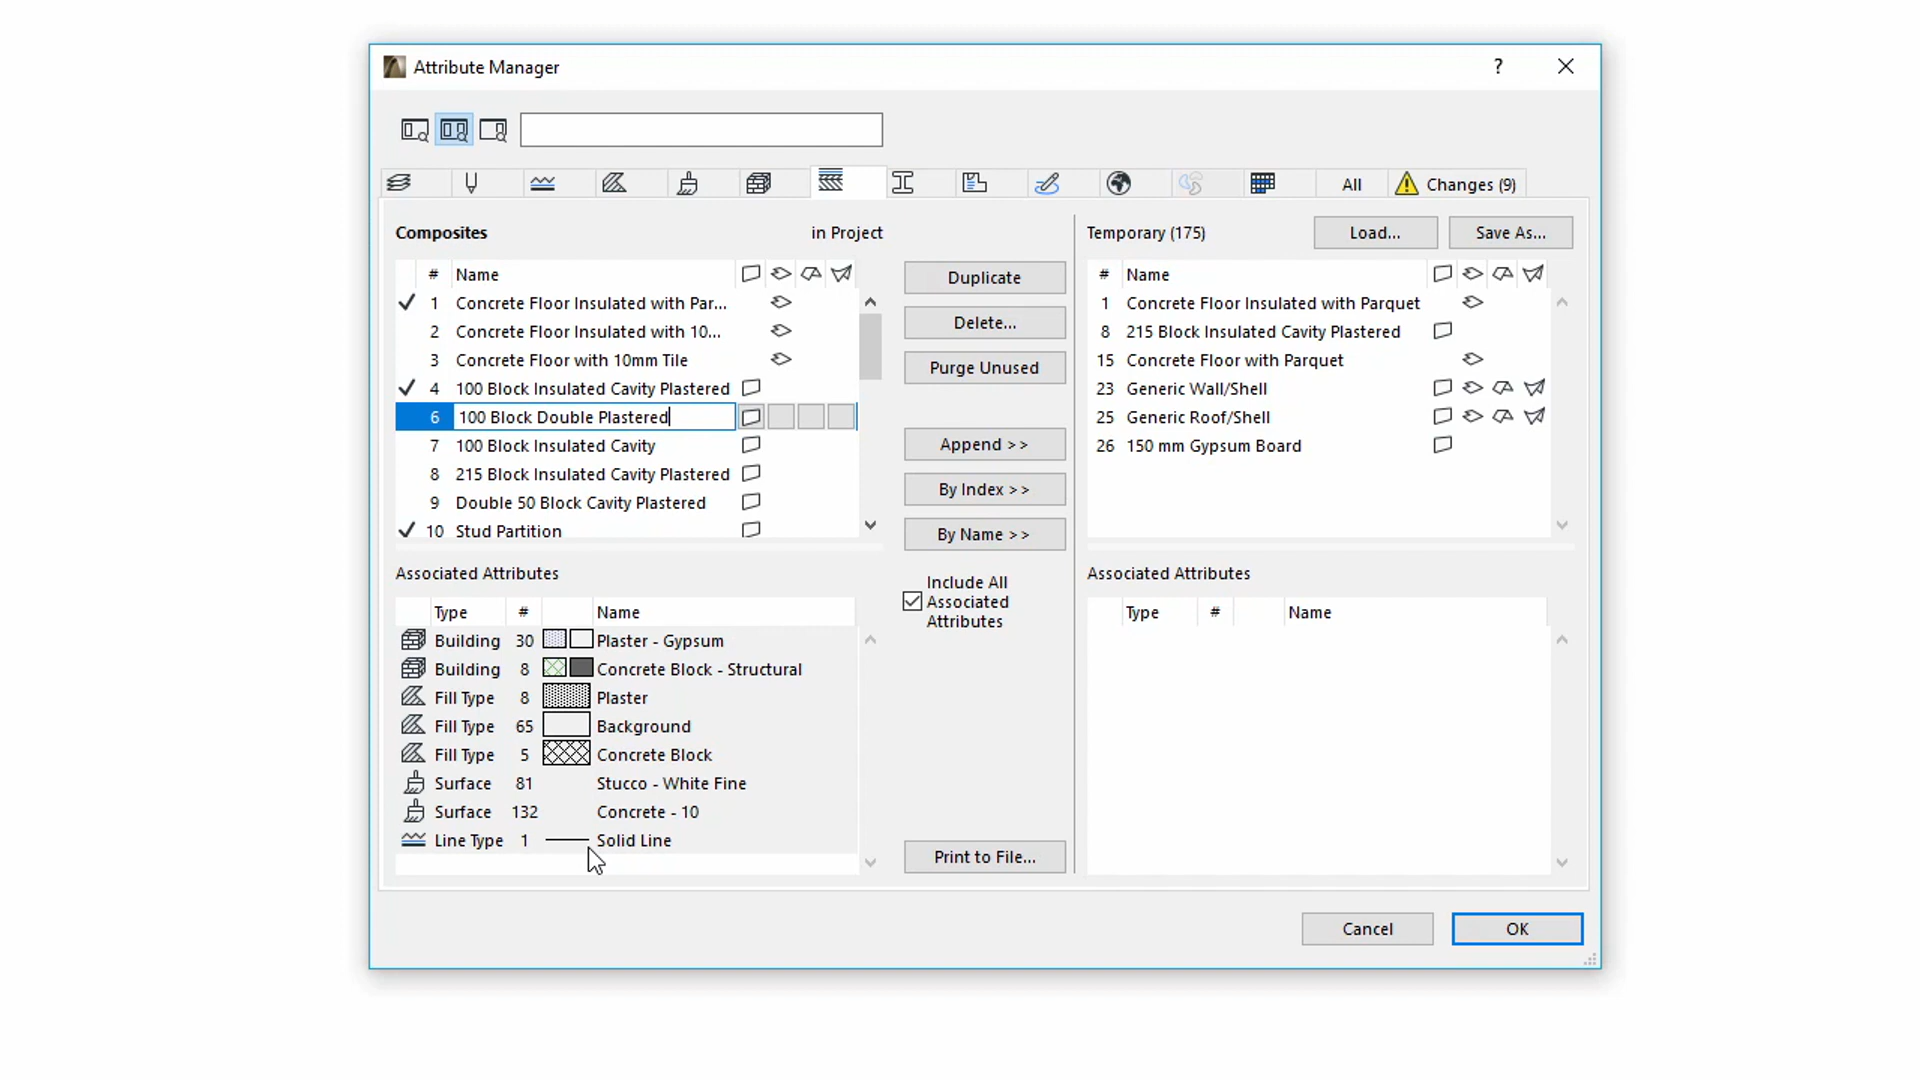 Attribute Manager
?
All
Changes (9)
Composites
in Project
# Name
1 Concrete Floor Insulated with Par...
2 Concrete Floor Insulated with 10...
3 Concrete Floor with 10mm Tile
4 100 Block Insulated Cavity Plastered
6 100 Block Double Plastered
7 100 Block Insulated Cavity
8 215 Block Insulated Cavity Plastered
9 Double 50 Block Cavity Plastered
10 Stud Partition
Associated Attributes
Type # Name
Building 30 Plaster - Gypsum
Building 8 Concrete Block - Structural
Fill Type 8 Plaster
Fill Type 65 Background
Fill Type 5 Concrete Block
Surface 81 Stucco - White Fine
Surface 132 Concrete - 10
Line Type 1 Solid Line
Duplicate
Delete...
Purge Unused
Append >>
By Index >>
By Name >>
Include All
Associated
Attributes
Print to File...
Temporary (175)
Load...
Save As...
# Name
1 Concrete Floor Insulated with Parquet
8 215 Block Insulated Cavity Plastered
15 Concrete Floor with Parquet
23 Generic Wall/Shell
25 Generic Roof/Shell
26 150 mm Gypsum Board
Associated Attributes
Type # Name
Cancel
OK